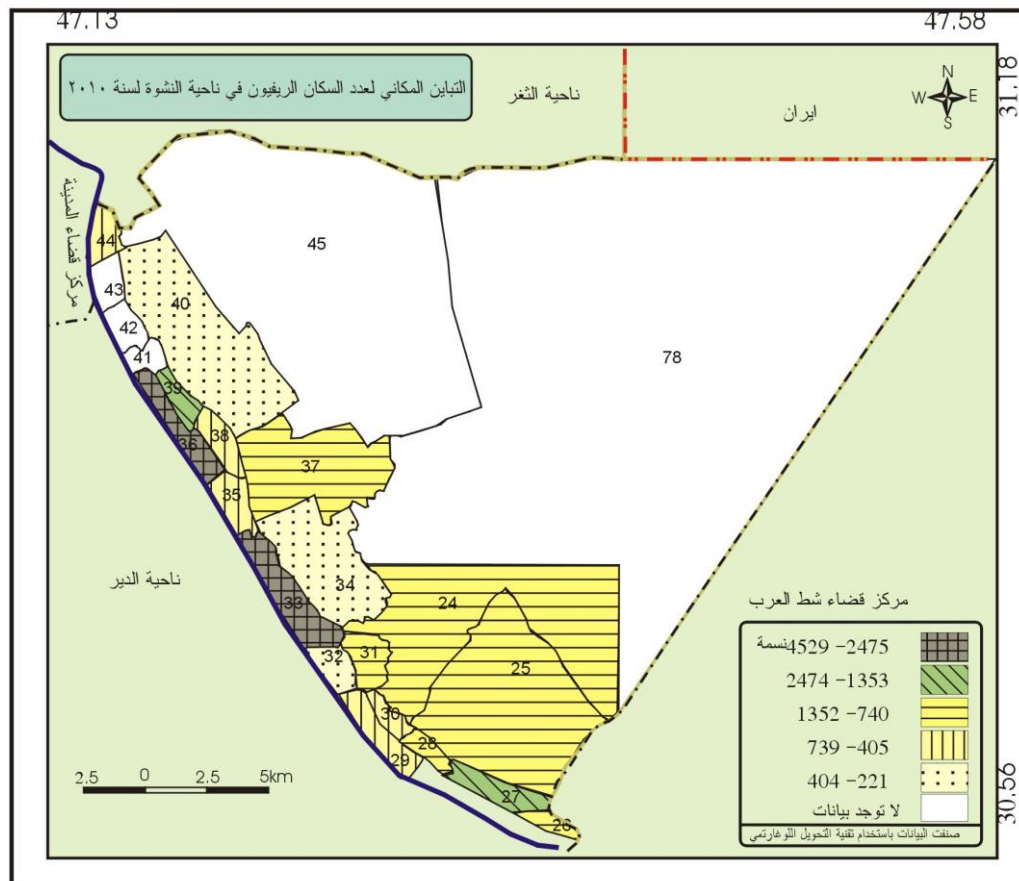 47.13
47.58
التباين المكاني لعدد السكان الريفيون في ناحية النشوة لسنة ٢٠١٠
ناحية الثغر
ايران
N
W
E
S
31.18
مركز قضاء المدينة
44
45
43
40
42
41
78
39
36
38
37
35
34
33
24
ناحية الدير
32
31
25
30
28
29
27
26
مركز قضاء شط العرب
4529 -2475 نسمة
2474 -1353
1352 -740
739 -405
404 -221
لا توجد بيانات
صنفت البيانات باستخدام تقنية التحويل اللوغارتمي
2.5 0 2.5 5km
30.56